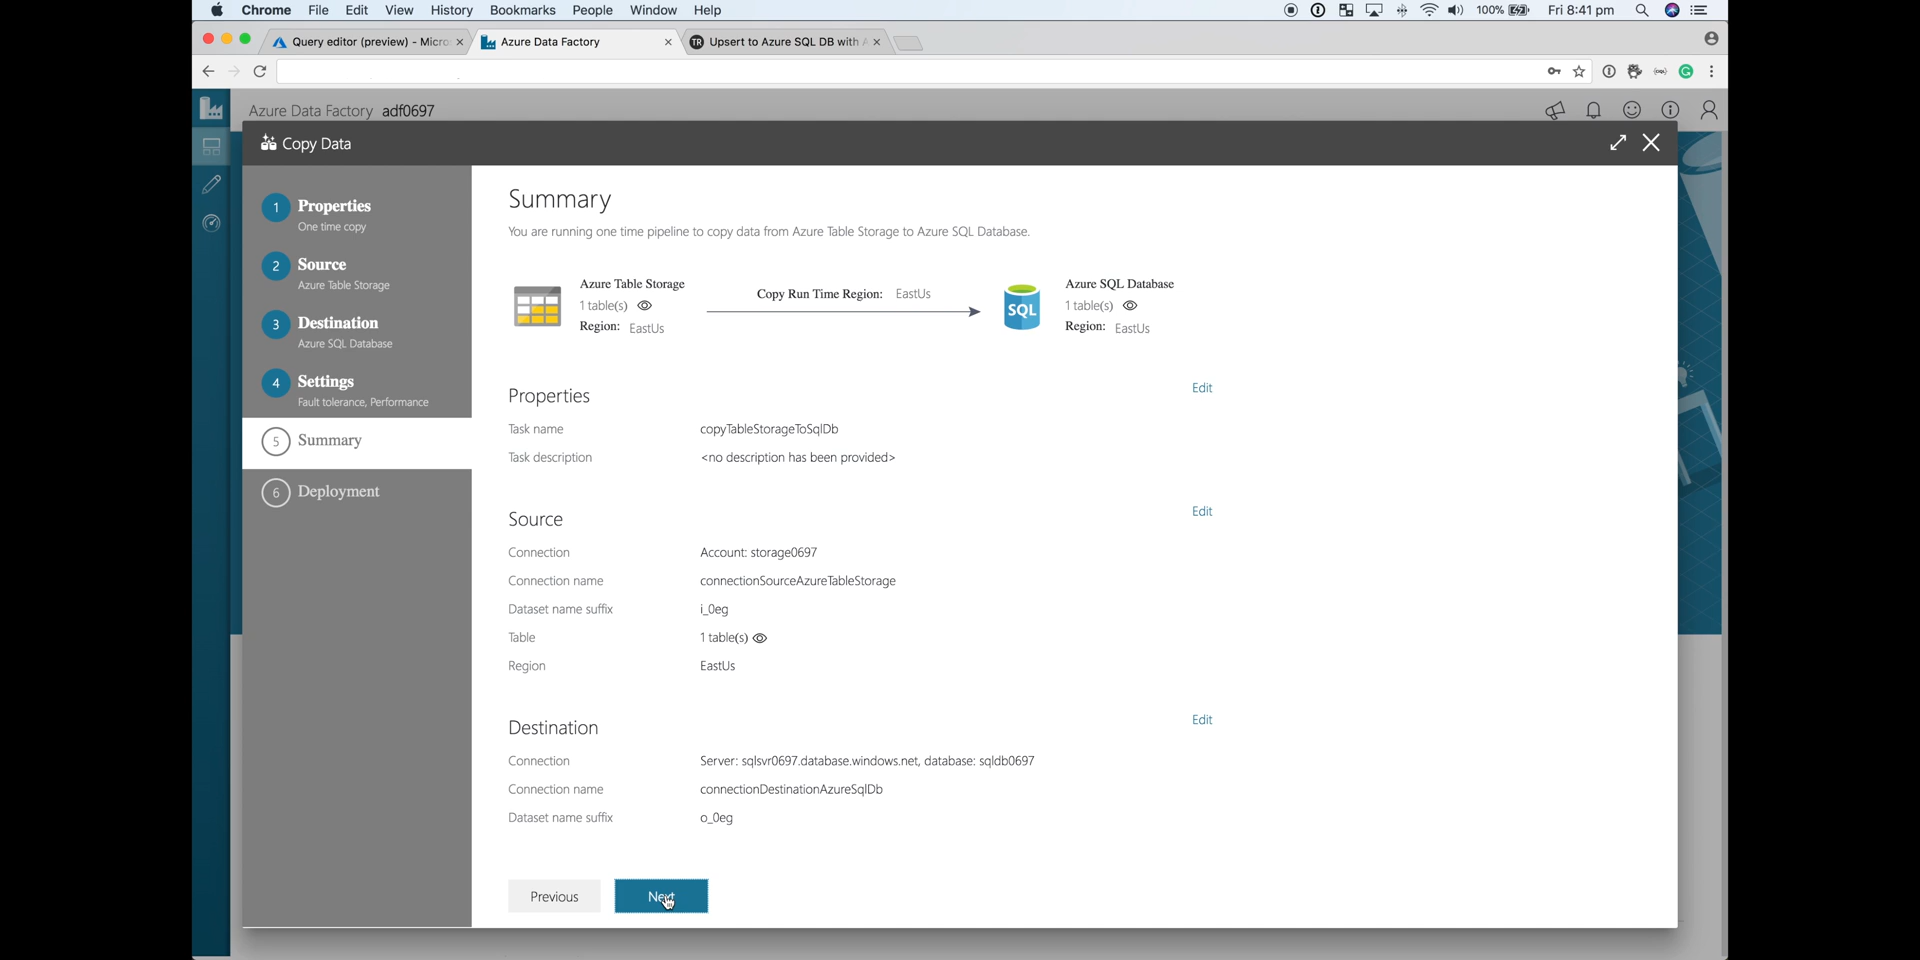 Chrome File Edit View History Bookmarks People Window Help 100% Fri 8:41 pm
Query editor (preview) - Micro Azure Data Factory TR Upsert to Azure SQL DB with A
Azure Data Factory adf0697
Copy Data
1 Properties
One time copy
2 Source
Azure Table Storage
3 Destination
Azure SQL Database
4 Settings
Fault tolerance, Performance
5 Summary
6 Deployment
Summary
You are running one time pipeline to copy data from Azure Table Storage to Azure SQL Database.
Azure Table Storage
1 table(s)
Region: EastUs
Copy Run Time Region: EastUs
SQL
Azure SQL Database
1 table(s)
Region: EastUs
Properties Edit
Task name copyTableStorageToSqlDb
Task description <no description has been provided>
Source Edit
Connection Account: storage0697
Connection name connectionSourceAzureTableStorage
Dataset name suffix i_0eg
Table 1 table(s)
Region EastUs
Destination Edit
Connection Server: sqlsvr0697.database.windows.net, database: sqldb0697
Connection name connectionDestinationAzureSqlDb
Dataset name suffix o_0eg
Previous Next